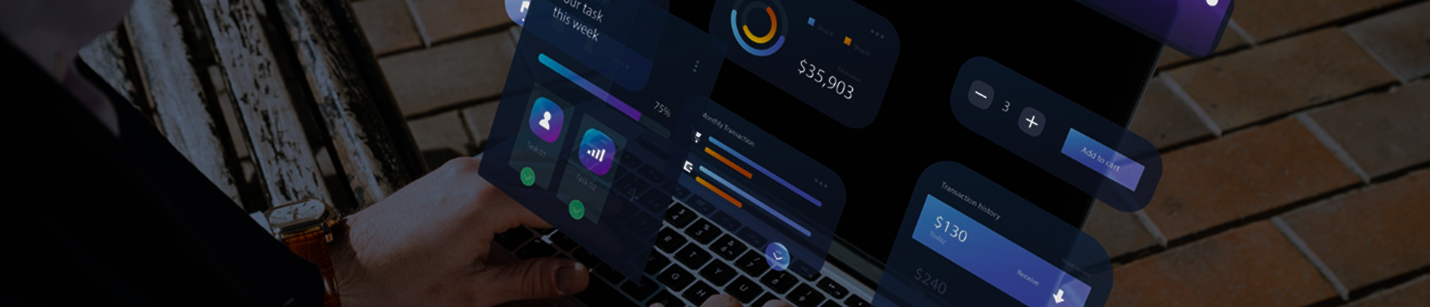 our task
this week
75%
Task 01
Task 02
$35,903
Monthly Transaction
3
Add to cart
Transaction history
$130
Today
Receive
$240